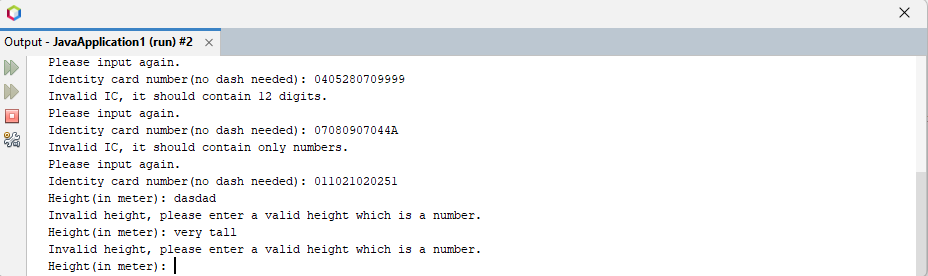 Output - JavaApplication1 (run) #2
Please input again.
Identity card number(no dash needed): 0405280709999
Invalid IC, it should contain 12 digits.
Please input again.
Identity card number(no dash needed): 07080907044A
Invalid IC, it should contain only numbers.
Please input again.
Identity card number(no dash needed): 011021020251
Height(in meter): dasdad
Invalid height, please enter a valid height which is a number.
Height(in meter): very tall
Invalid height, please enter a valid height which is a number.
Height(in meter):